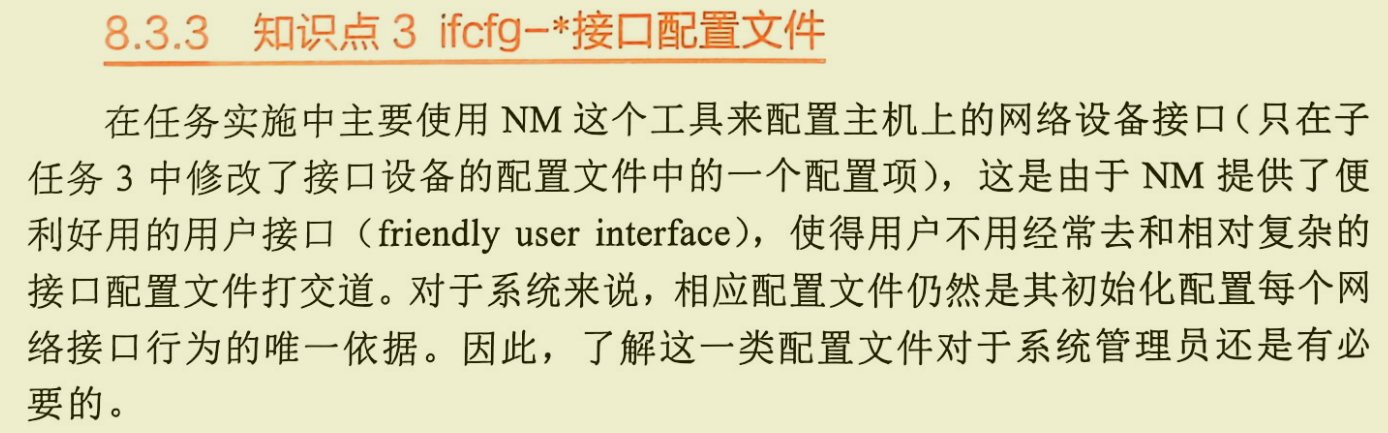 8.3.3 知识点 3 ifcfg-*接口配置文件
在任务实施中主要使用 NM 这个工具来配置主机上的网络设备接口（只在子
任务 3 中修改了接口设备的配置文件中的一个配置项），这是由于 NM 提供了便
利好用的用户接口（friendly user interface），使得用户不用经常去和相对复杂的
接口配置文件打交道。对于系统来说，相应配置文件仍然是其初始化配置每个网
络接口行为的唯一依据。因此，了解这一类配置文件对于系统管理员还是有必
要的。